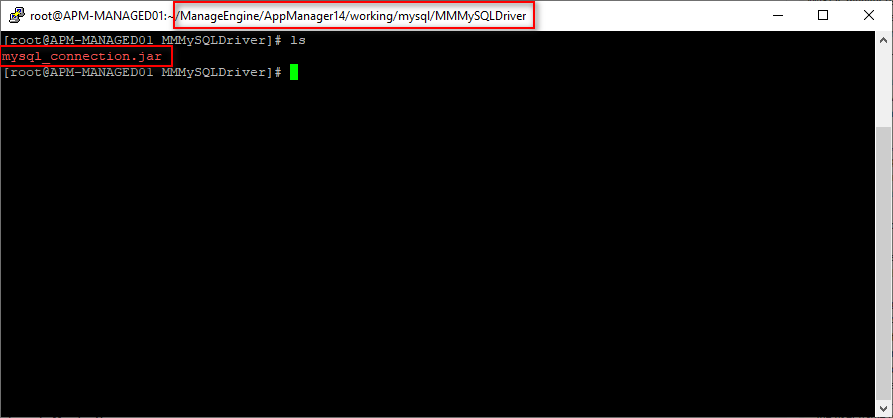 root@APM-MANAGED01:~/ManageEngine/AppManager14/working/mysql/MMMySQLDriver
[root@APM-MANAGED01 MMMySQLDriver]# ls
mysql_connection.jar
[root@APM-MANAGED01 MMMySQLDriver]#